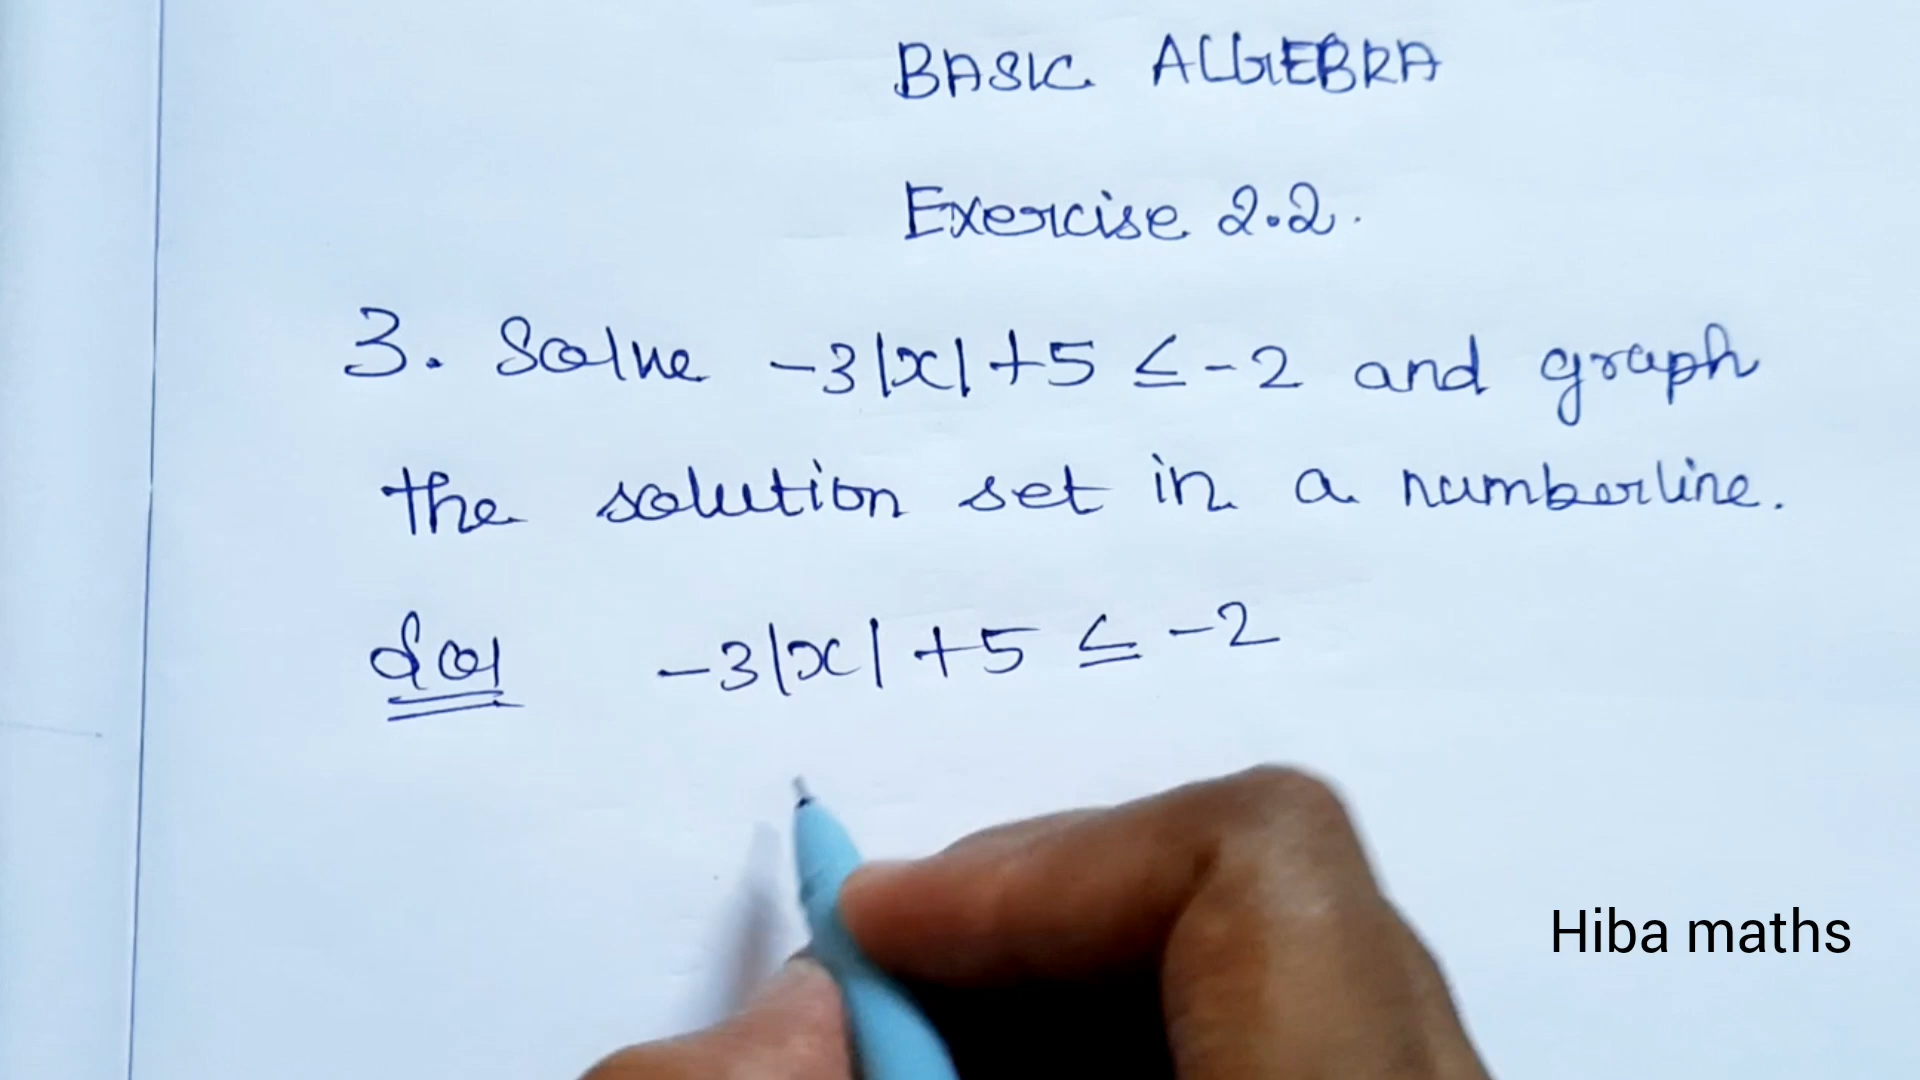 BASIC ALGEBRA
Exercise 2.2.
3. Solve -3|x|+5 ≤ -2 and graph
the solution set in a numberline.
Sol -3|x| +5 ≤ -2
Hiba maths